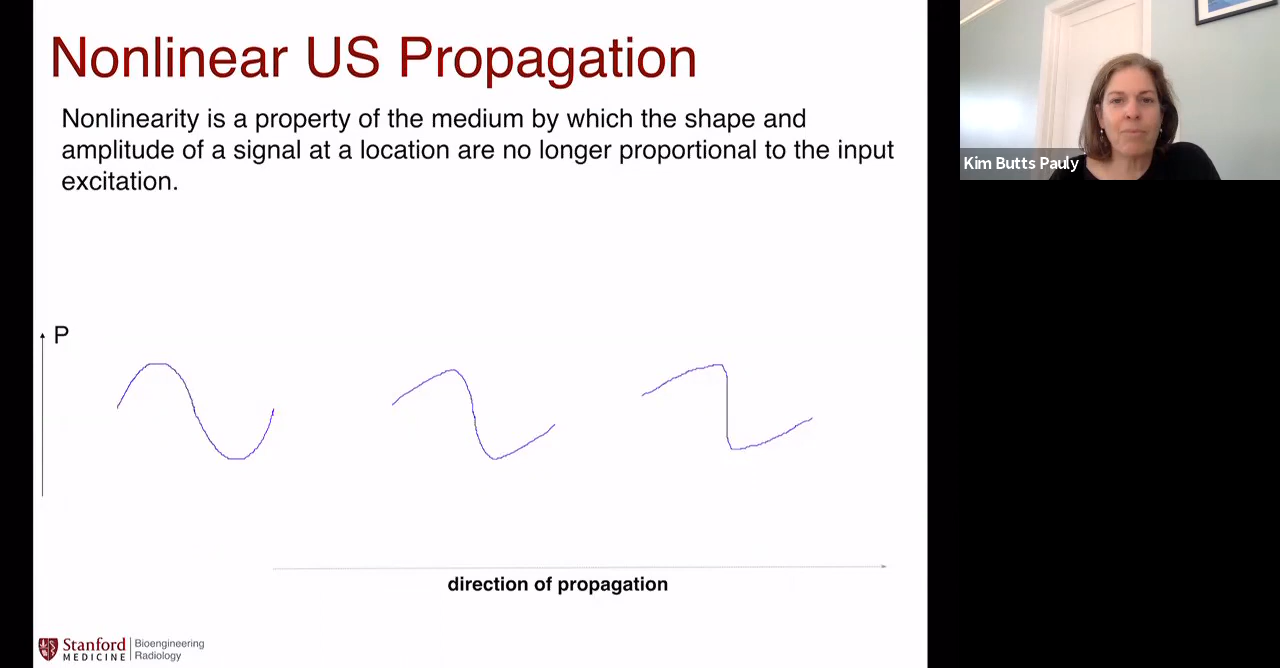 Nonlinear US Propagation
Nonlinearity is a property of the medium by which the shape and
amplitude of a signal at a location are no longer proportional to the input
excitation.
Kim Butts Pauly
P
direction of propagation
Stanford
MEDICINE
Bioengineering
Radiology